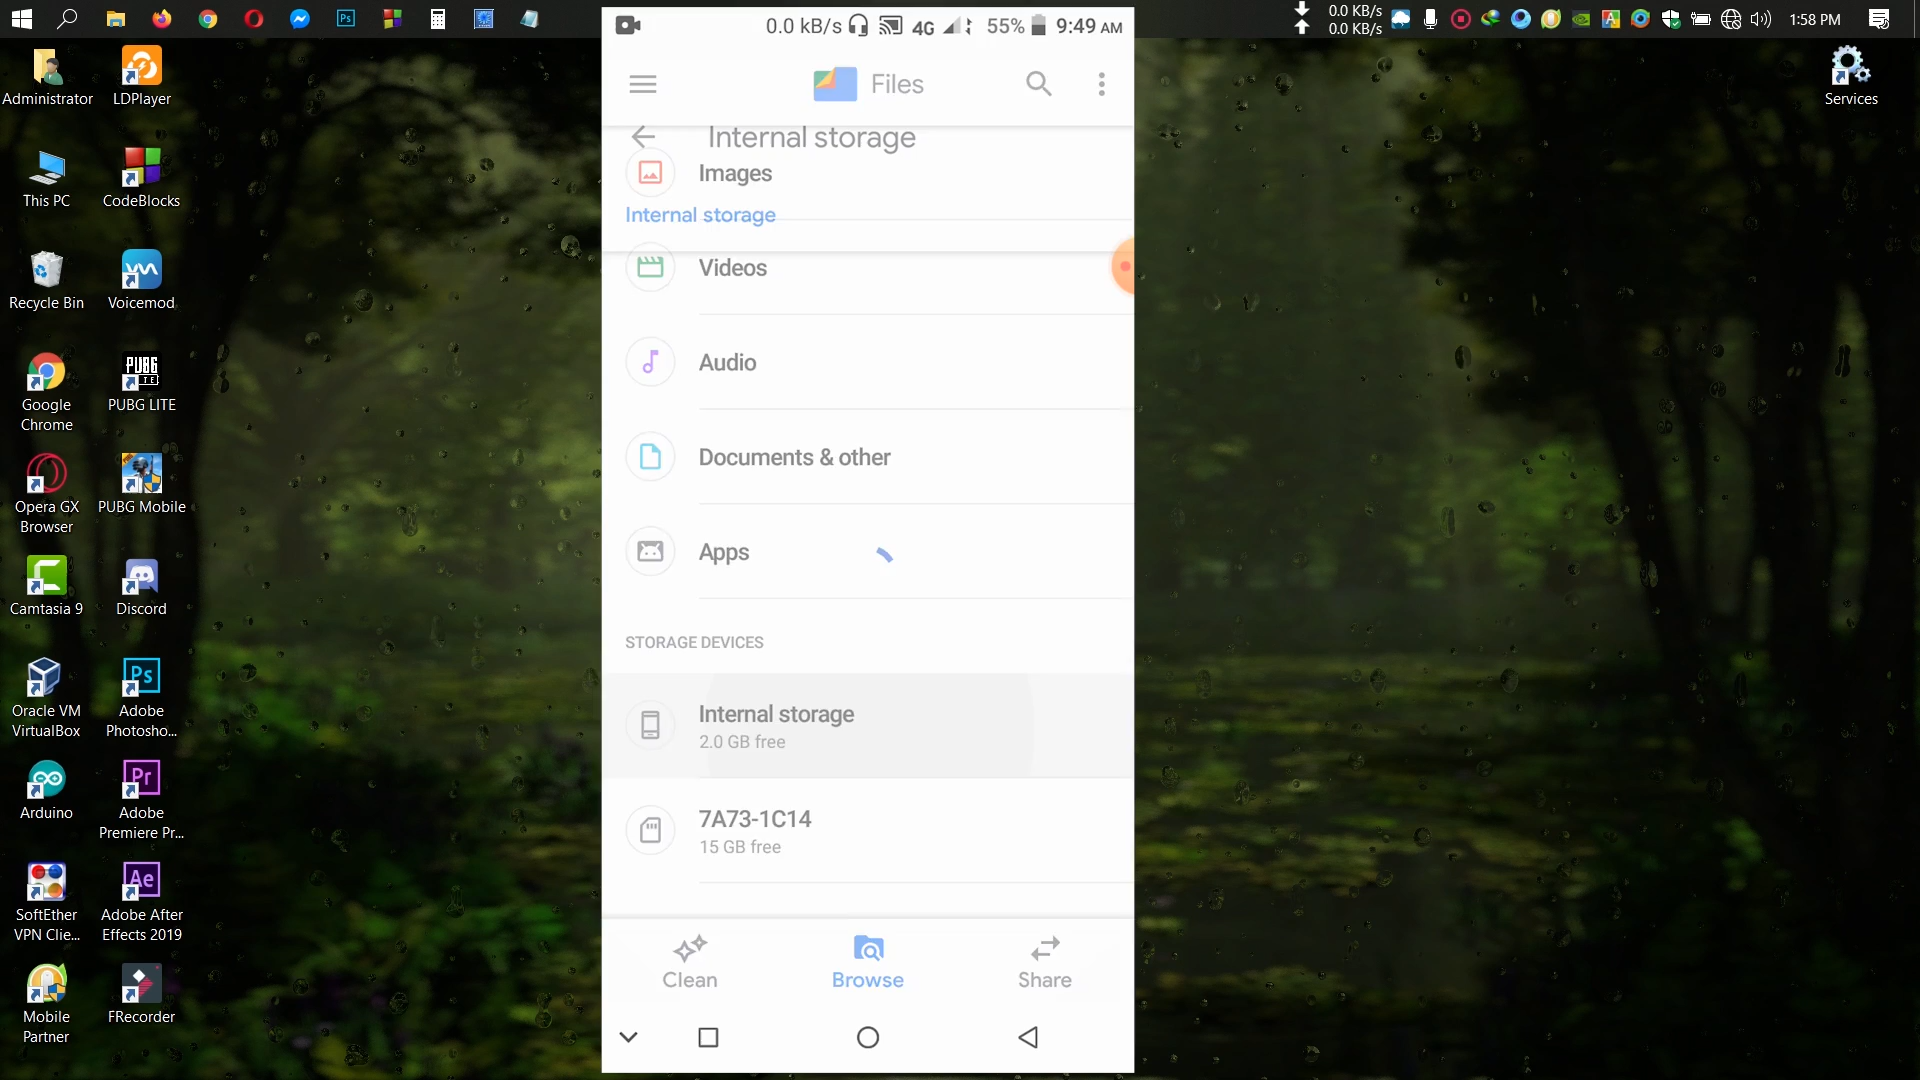 0.0 KB/s
0.0 KB/s
1:58 PM
0.0 kB/s 4G 55% 9:49 AM
Files
Internal storage
Images
Internal storage
Videos
Audio
Documents & other
Apps
STORAGE DEVICES
Internal storage
2.0 GB free
7A73-1C14
15 GB free
Clean
Browse
Share
Administrator
LDPlayer
This PC
CodeBlocks
Recycle Bin
Voicemod
Google
Chrome
PUBG LITE
Opera GX
Browser
PUBG Mobile
Camtasia 9
Discord
Oracle VM
VirtualBox
Adobe
Photosho...
Arduino
Adobe
Premiere Pr...
SoftEther
VPN Clie...
Adobe After
Effects 2019
Mobile
Partner
FRecorder
Services
Ps
Ps
Pr
Ae
PUBG